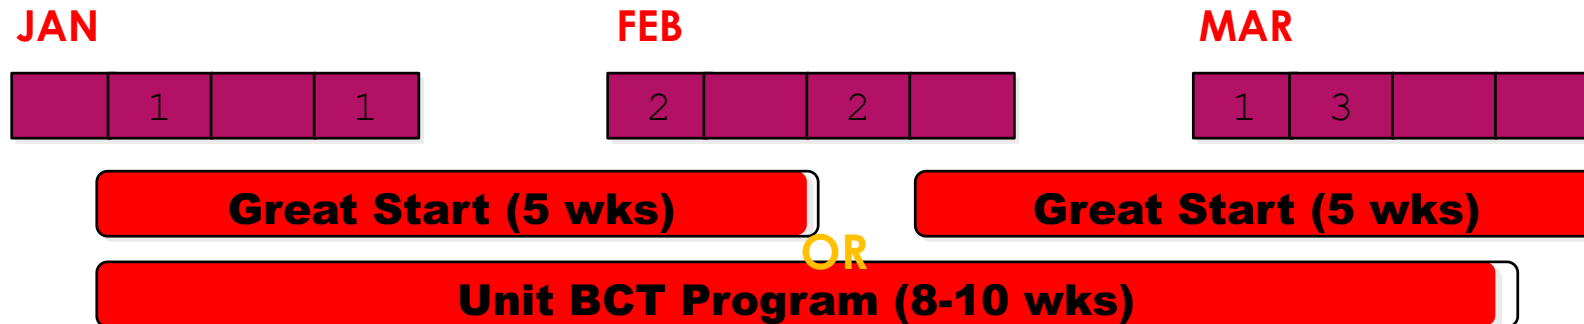 JAN FEB MAR
1 1 2 2 1 3
Great Start (5 wks) Great Start (5 wks)
OR
Unit BCT Program (8-10 wks)